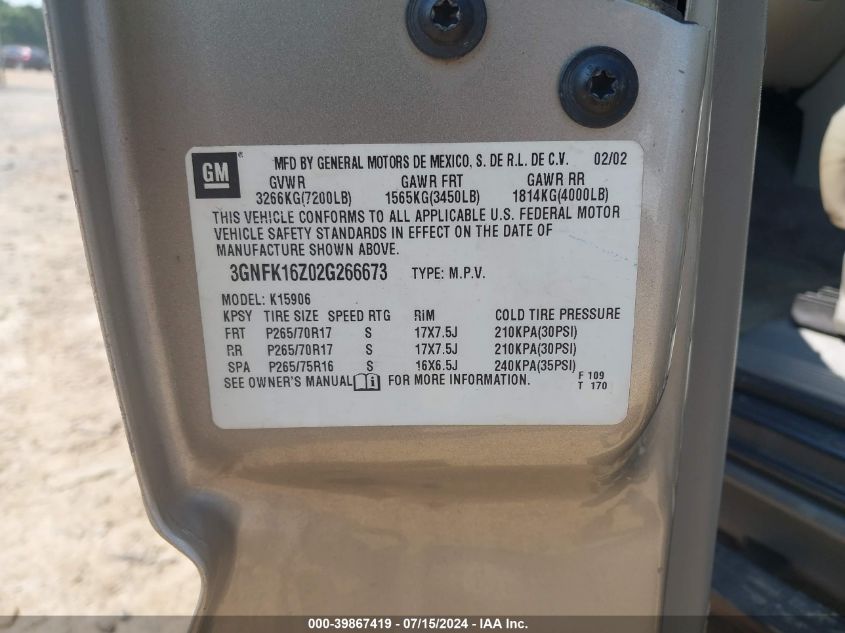 GM MFD BY GENERAL MOTORS DE MEXICO, S. DE R.L. DE C.V. 02/02
GVWR GAWR FRT GAWR RR
3266KG(7200LB) 1565KG(3450LB) 1814KG(4000LB)
THIS VEHICLE CONFORMS TO ALL APPLICABLE U.S. FEDERAL MOTOR
VEHICLE SAFETY STANDARDS IN EFFECT ON THE DATE OF
MANUFACTURE SHOWN ABOVE.
3GNFK16Z02G266673 TYPE: M.P.V.
MODEL: K15906
KPSY TIRE SIZE SPEED RTG RIM COLD TIRE PRESSURE
FRT P265/70R17 S 17X7.5J 210KPA(30PSI)
RR P265/70R17 S 17X7.5J 210KPA(30PSI)
SPA P265/75R16 S 16X6.5J 240KPA(35PSI)
SEE OWNER'S MANUAL i FOR MORE INFORMATION. F 109
T 170
000-39867419 - 07/15/2024 - IAA Inc.